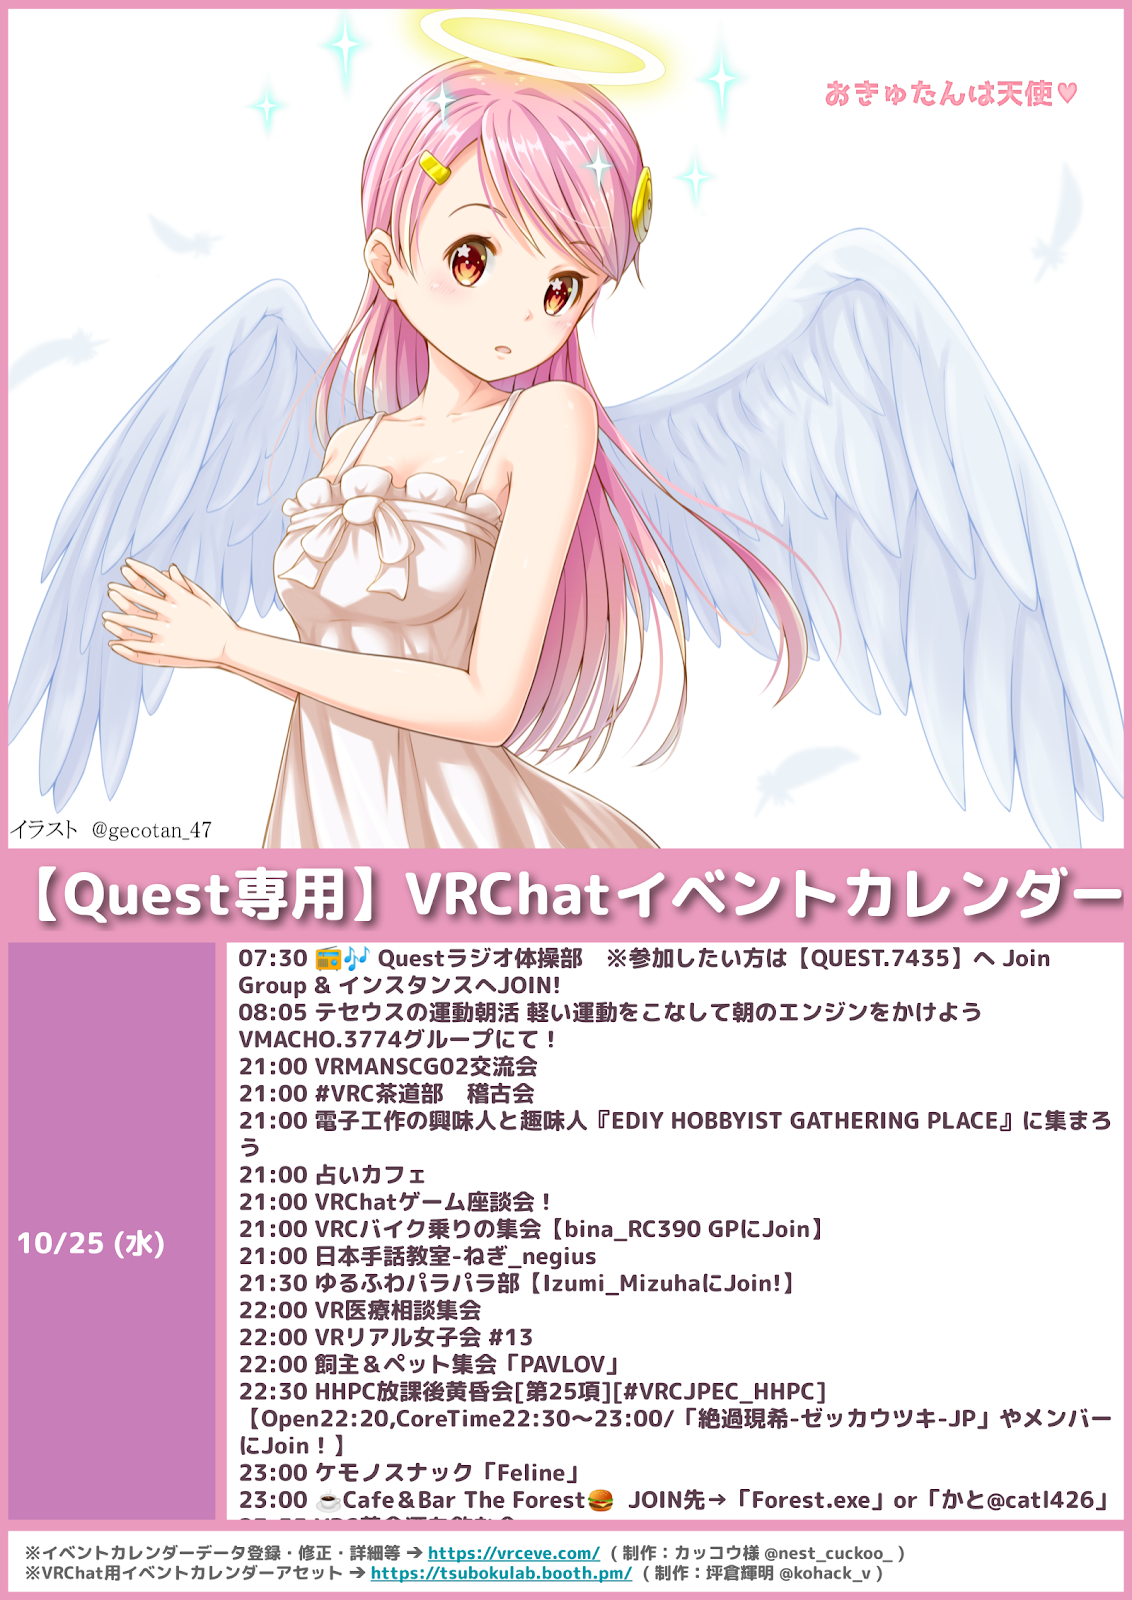 おきゅたんは天使♥
イラスト @gecotan_47
【Quest専用】VRChatイベントカレンダー
10/25 (水)
07:30 📻🎶 Questラジオ体操部　※参加したい方は【QUEST.7435】へ Join
Group & インスタンスへJOIN!
08:05 テセウスの運動朝活 軽い運動をこなして朝のエンジンをかけよう
VMACHO.3774グループにて！
21:00 VRMANSCG02交流会
21:00 #VRC茶道部　稽古会
21:00 電子工作の興味人と趣味人『EDIY HOBBYIST GATHERING PLACE』に集まろ
う
21:00 占いカフェ
21:00 VRChatゲーム座談会！
21:00 VRCバイク乗りの集会【bina_RC390 GPにJoin】
21:00 日本手話教室-ねぎ_negius
21:30 ゆるふわパラパラ部【Izumi_MizuhaにJoin!】
22:00 VR医療相談集会
22:00 VRリアル女子会 #13
22:00 飼主＆ペット集会「PAVLOV」
22:30 HHPC放課後黄昏会[第25項][#VRCJPEC_HHPC]
【Open22:20,CoreTime22:30〜23:00/「絶過現希-ゼッカウツキ-JP」やメンバー
にJoin！】
23:00 ケモノスナック「Feline」
23:00 ☕Cafe＆Bar The Forest🍔 JOIN先→「Forest.exe」or「かと@catl426」
※イベントカレンダーデータ登録・修正・詳細等 ➔ https://vrceve.com/ ( 制作：カッコウ様 @nest_cuckoo_ )
※VRChat用イベントカレンダーアセット ➔ https://tsubokulab.booth.pm/ ( 制作：坪倉輝明 @kohack_v )